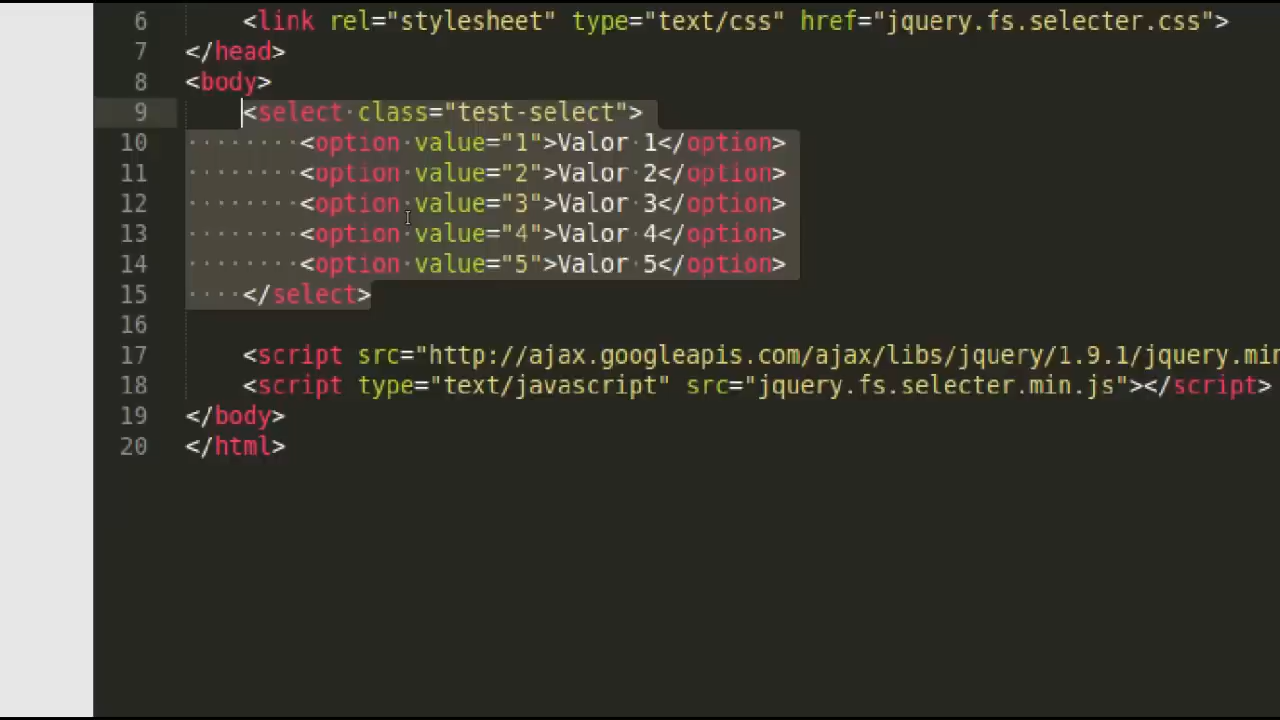 6 <link rel="stylesheet" type="text/css" href="jquery.fs.selecter.css">
7 </head>
8 <body>
9 <select class="test-select">
10 <option value="1">Valor 1</option>
11 <option value="2">Valor 2</option>
12 <option value="3">Valor 3</option>
13 <option value="4">Valor 4</option>
14 <option value="5">Valor 5</option>
15 </select>
16
17 <script src="http://ajax.googleapis.com/ajax/libs/jquery/1.9.1/jquery.min
18 <script type="text/javascript" src="jquery.fs.selecter.min.js"></script>
19 </body>
20 </html>